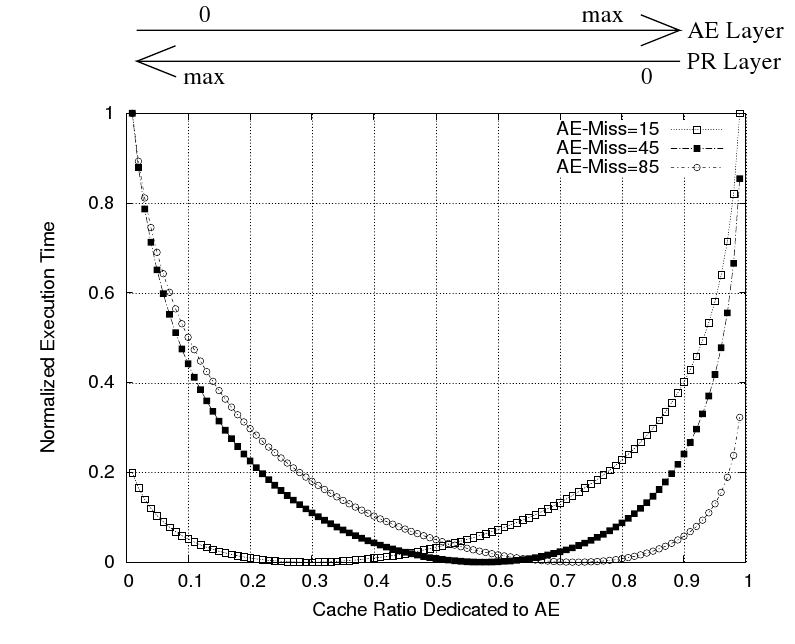 0 max
AE Layer
PR Layer
max 0
AE-Miss=15
AE-Miss=45
AE-Miss=85
1
0.8
0.6
0.4
0.2
0
Normalized Execution Time
0 0.1 0.2 0.3 0.4 0.5 0.6 0.7 0.8 0.9 1
Cache Ratio Dedicated to AE